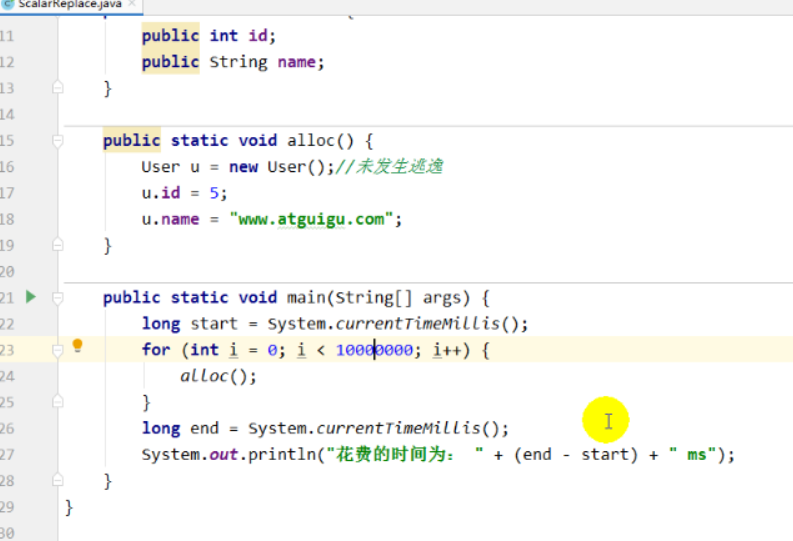 ScalarReplace.java
11 public int id;
12 public String name;
13 }
14
15 public static void alloc() {
16 User u = new User();//未发生逃逸
17 u.id = 5;
18 u.name = "www.atguigu.com";
19 }
20
21 public static void main(String[] args) {
22 long start = System.currentTimeMillis();
23 for (int i = 0; i < 10000000; i++) {
24 alloc();
25 }
26 long end = System.currentTimeMillis();
27 System.out.println("花费的时间为： " + (end - start) + " ms");
28 }
29 }
30